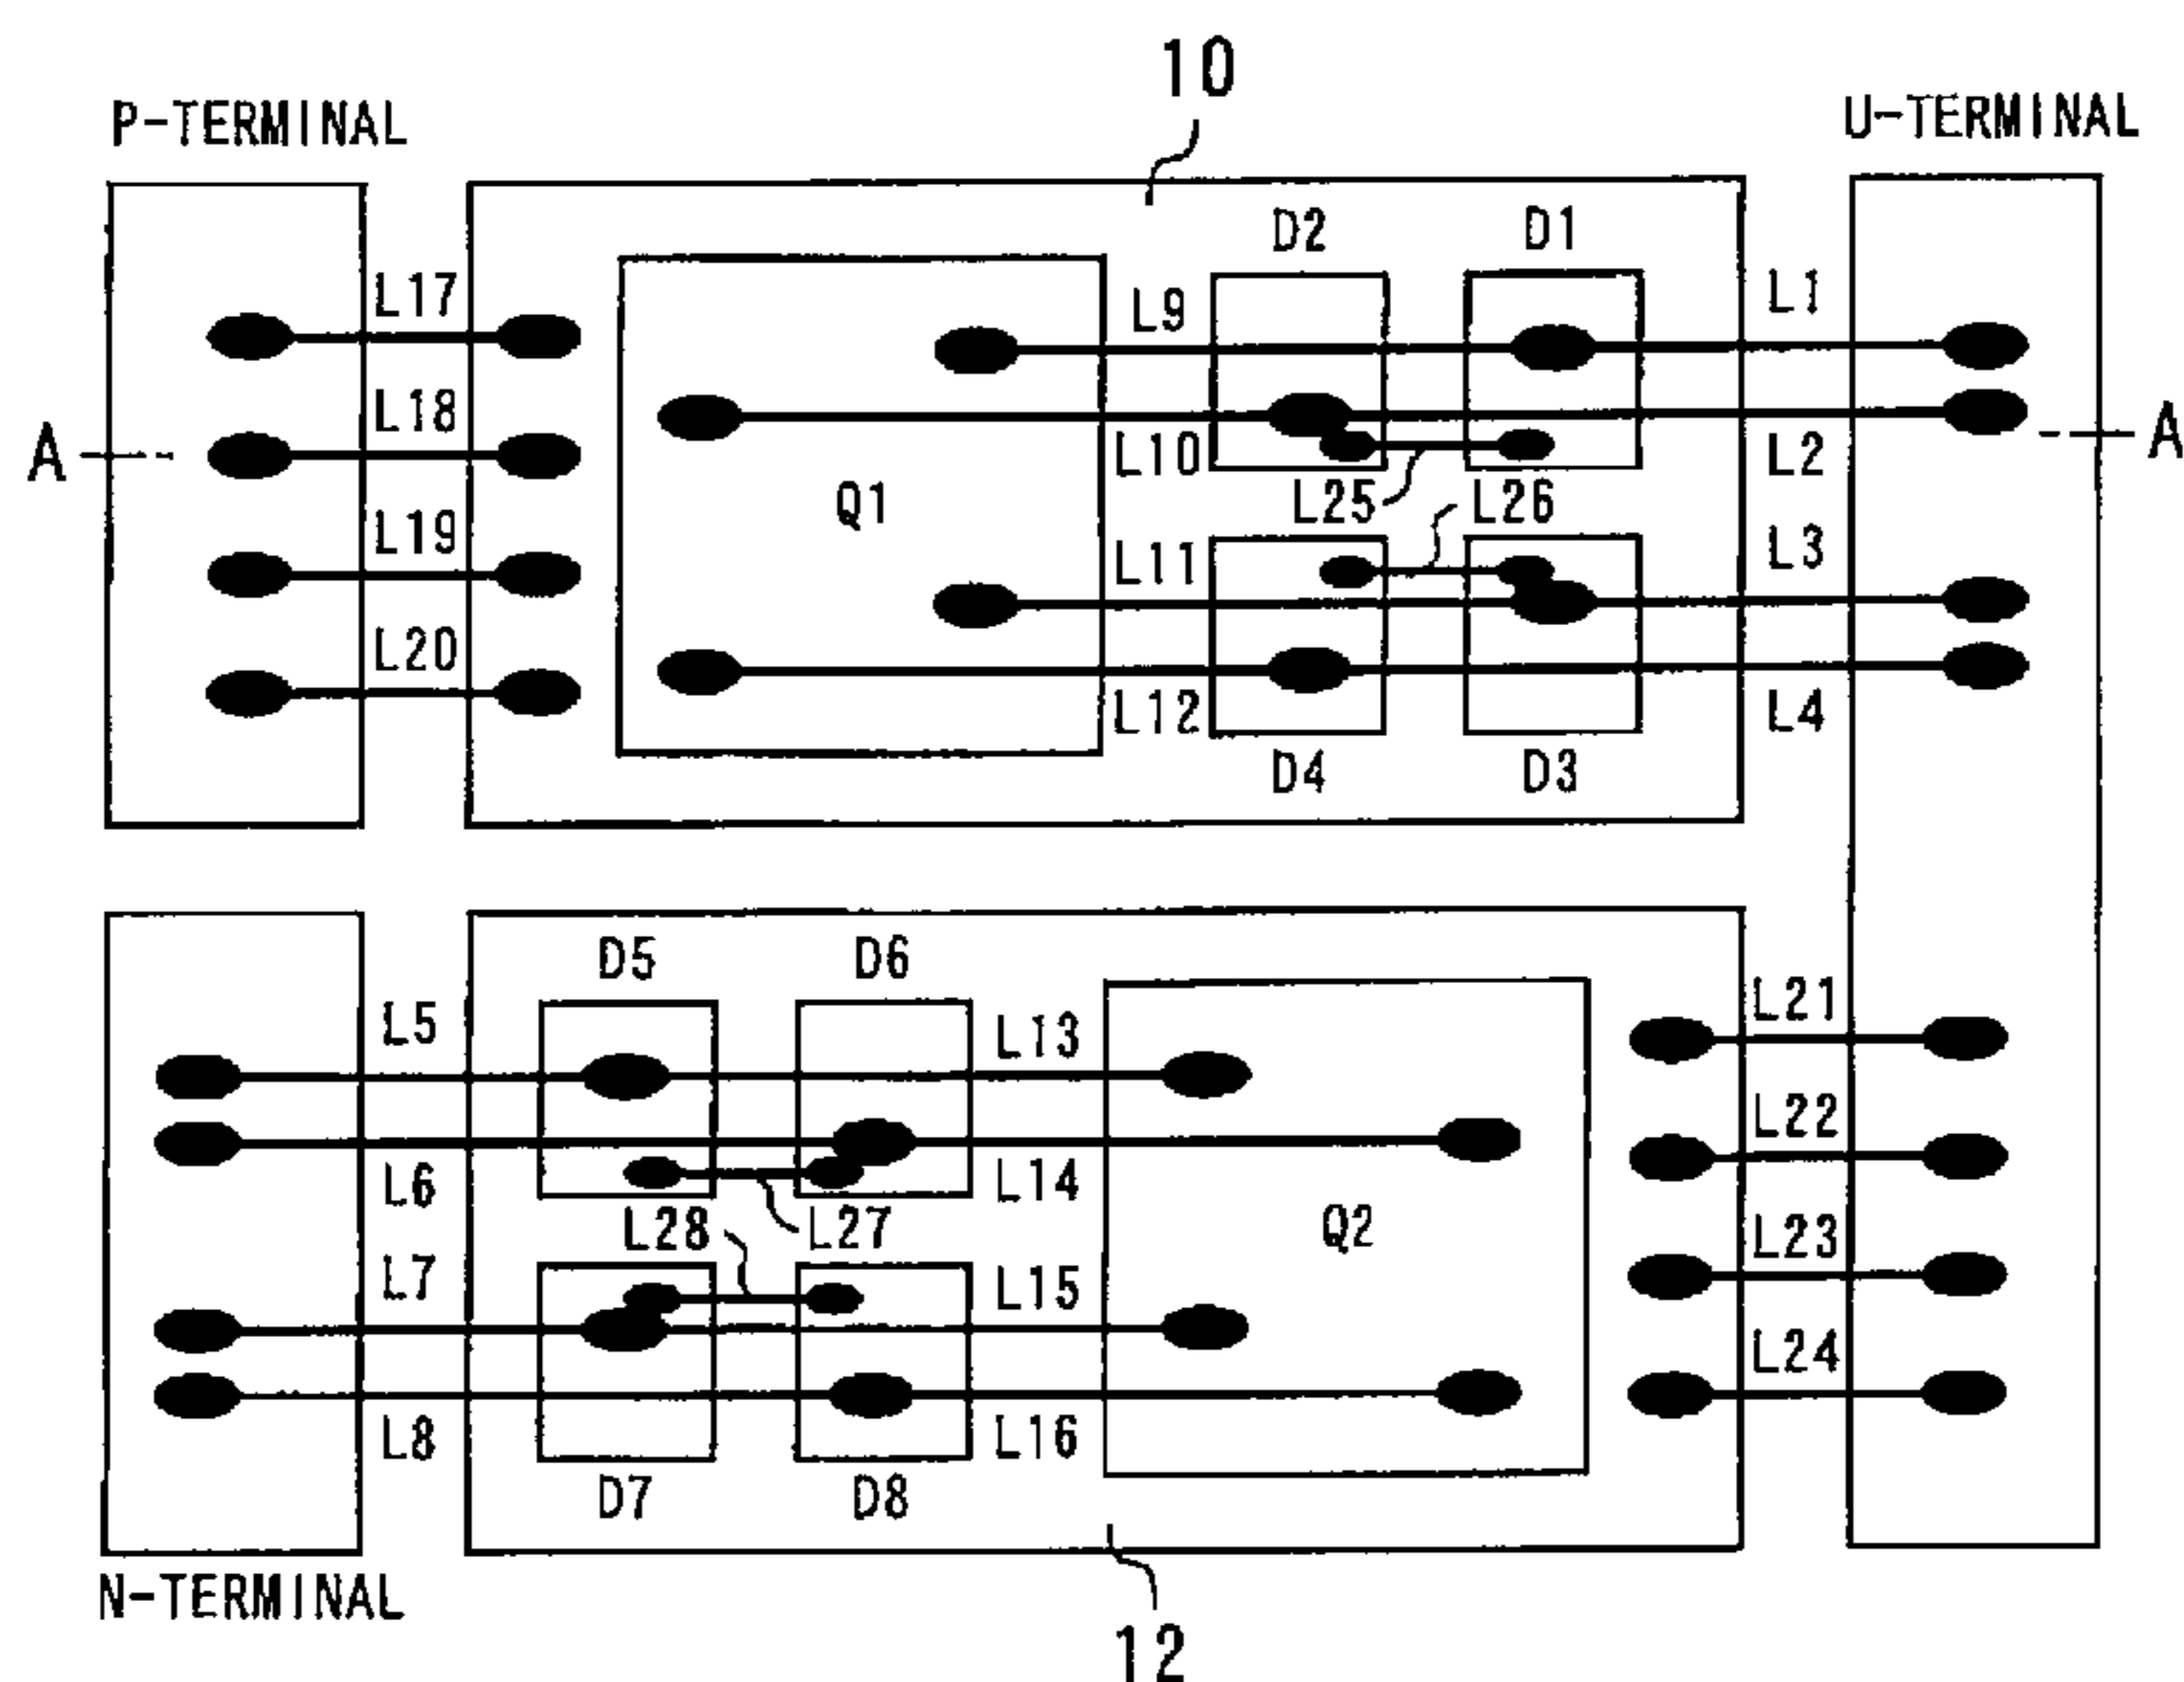 10
P-TERMINAL
U-TERMINAL
D2
D1
L17
L9
L1
L18
A
A
L10
L2
Q1
L25
L26
L19
L11
L3
L20
L12
L4
D4
D3
D5
D6
L5
L13
L21
L22
L6
L14
L28
L27
Q2
L23
L7
L15
L24
L8
L16
D7
D8
N-TERMINAL
12